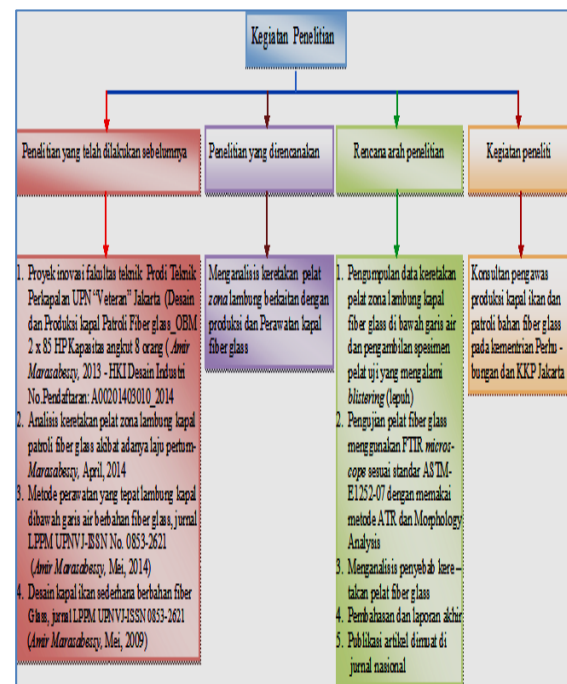 Kegiatan Penelitian
Penelitian yang telah dilakukan sebelumnya
Penelitian yang direncanakan
Rencana arah penelitian
Kegiatan peneliti
1. Proyek inovasi fakultas teknik Prodi Teknik
Perkapalan UPN “Veteran” Jakarta (Desain
dan Produksi kapal Patroli Fiber glass_OBM
2 x 85 HP Kapasitas angkut 8 orang ( Amir
Marasabessy, 2013 - HKI Desain Industri
No.Pendaftaran: A00201403010_2014
2. Analisis keretakan pelat zona lambung kapal
patroli fiber glass akibat adanya laju pertum-
Marasabessy, April, 2014
3. Metode perawatan yang tepat lambung kapal
dibawah garis air berbahan fiber glass, jurnal
LPPM UPNVJ-ISSN No. 0853-2621
(Amir Marasabessy, Mei, 2014)
4. Desain kapal ikan sederhana berbahan fiber
Glass, jurnal LPPM UPNVJ-ISSN 0853-2621
(Amir Marasabessy, Mei, 2009)
Menganalisis keretakan pelat
zona lambung berkaitan dengan
produksi dan Perawatan kapal
fiber glass
1. Pengumpulan data keretakan
pelat zona lambung kapal
fiber glass di bawah garis air
dan pengambilan spesimen
pelat uji yang mengalami
blistering (lepuh)
2. Pengujian pelat fiber glass
menggunakan FTIR micros-
cops sesuai standar ASTM-
E1252-07 dengan memakai
metode ATR dan Morphology
Analysis
3. Menganalisis penyebab kere –
takan pelat fiber glass
4. Pembahasan dan laporan akhir
5. Publikasi artikel dimuat di
jurnal nasional
Konsultan pengawas
produksi kapal ikan dan
patroli bahan fiber glass
pada kementrian Perhu -
bungan dan KKP Jakarta